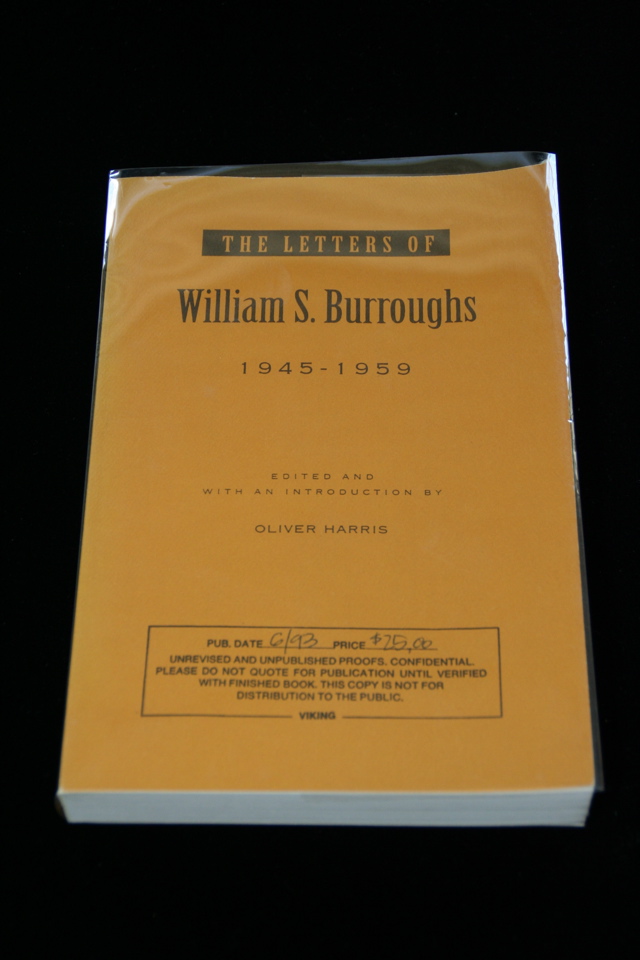 THE LETTERS OF
William S. Burroughs
1945-1959
EDITED AND
WITH AN INTRODUCTION BY
OLIVER HARRIS
PUB. DATE 6/93 PRICE $25.00
UNREVISED AND UNPUBLISHED PROOFS. CONFIDENTIAL.
PLEASE DO NOT QUOTE FOR PUBLICATION UNTIL VERIFIED
WITH FINISHED BOOK. THIS COPY IS NOT FOR
DISTRIBUTION TO THE PUBLIC.
VIKING